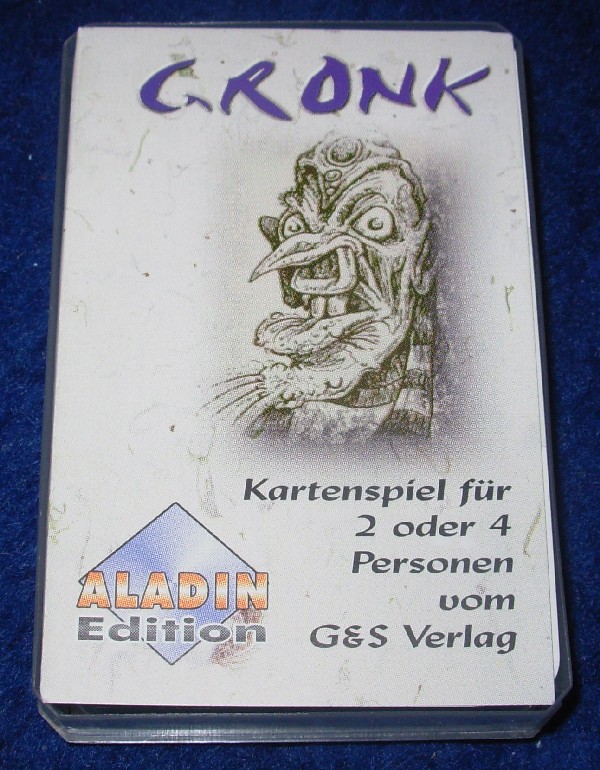 GRONK
Kartenspiel für
2 oder 4
Personen
vom
G&S Verlag
ALADIN
Edition